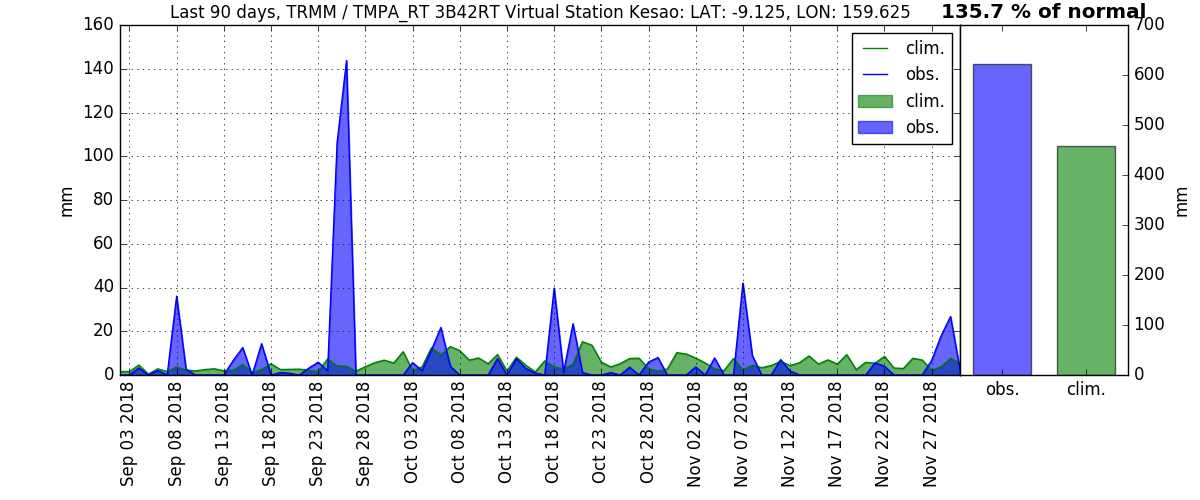 Last 90 days, TRMM / TMPA_RT 3B42RT Virtual Station Kesao: LAT: -9.125, LON: 159.625
135.7 % of normal
160
140
120
100
80
60
40
20
0
mm
clim.
obs.
clim.
obs.
700
600
500
400
300
200
100
0
mm
Sep 03 2018
Sep 08 2018
Sep 13 2018
Sep 18 2018
Sep 23 2018
Sep 28 2018
Oct 03 2018
Oct 08 2018
Oct 13 2018
Oct 18 2018
Oct 23 2018
Oct 28 2018
Nov 02 2018
Nov 07 2018
Nov 12 2018
Nov 17 2018
Nov 22 2018
Nov 27 2018
obs.
clim.